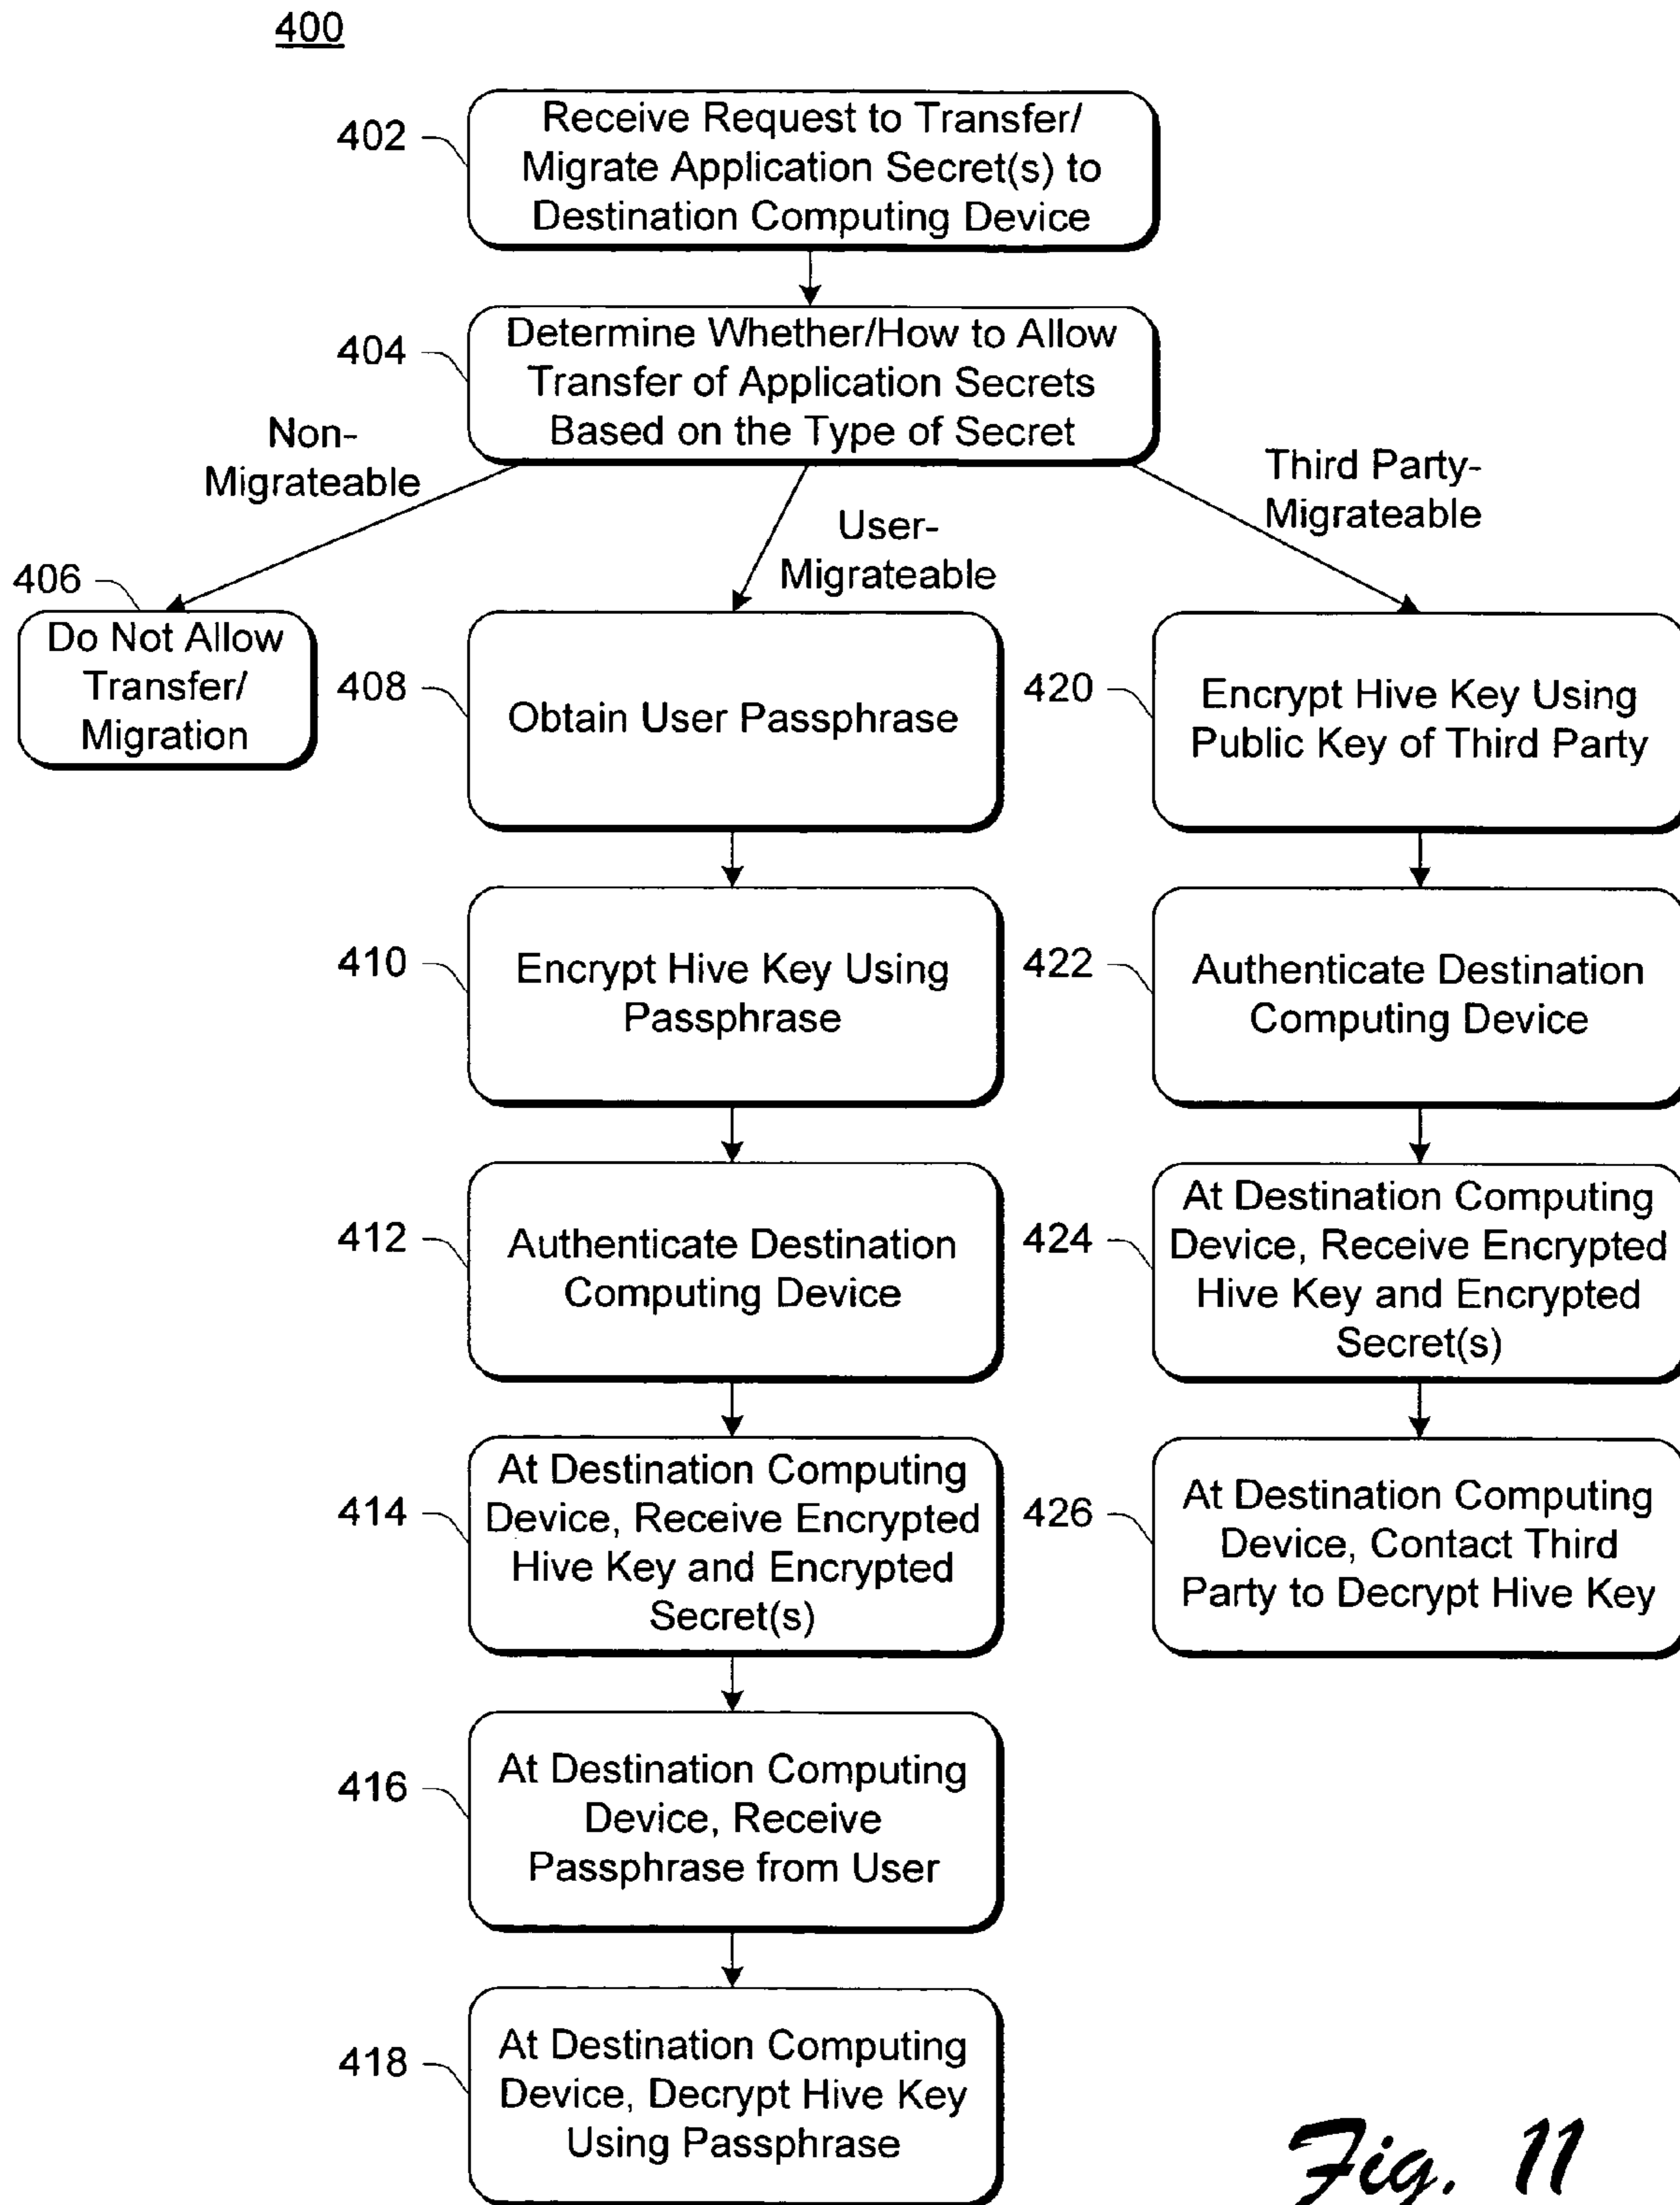 400
402
Receive Request to Transfer/
Migrate Application Secret(s) to
Destination Computing Device
404
Determine Whether/How to Allow
Transfer of Application Secrets
Based on the Type of Secret
Non-
Migrateable
User-
Migrateable
Third Party-
Migrateable
406
Do Not Allow
Transfer/
Migration
408
Obtain User Passphrase
410
Encrypt Hive Key Using
Passphrase
412
Authenticate Destination
Computing Device
414
At Destination Computing
Device, Receive Encrypted
Hive Key and Encrypted
Secret(s)
416
At Destination Computing
Device, Receive
Passphrase from User
418
At Destination Computing
Device, Decrypt Hive Key
Using Passphrase
420
Encrypt Hive Key Using
Public Key of Third Party
422
Authenticate Destination
Computing Device
424
At Destination Computing
Device, Receive Encrypted
Hive Key and Encrypted
Secret(s)
426
At Destination Computing
Device, Contact Third
Party to Decrypt Hive Key
Fig. 11